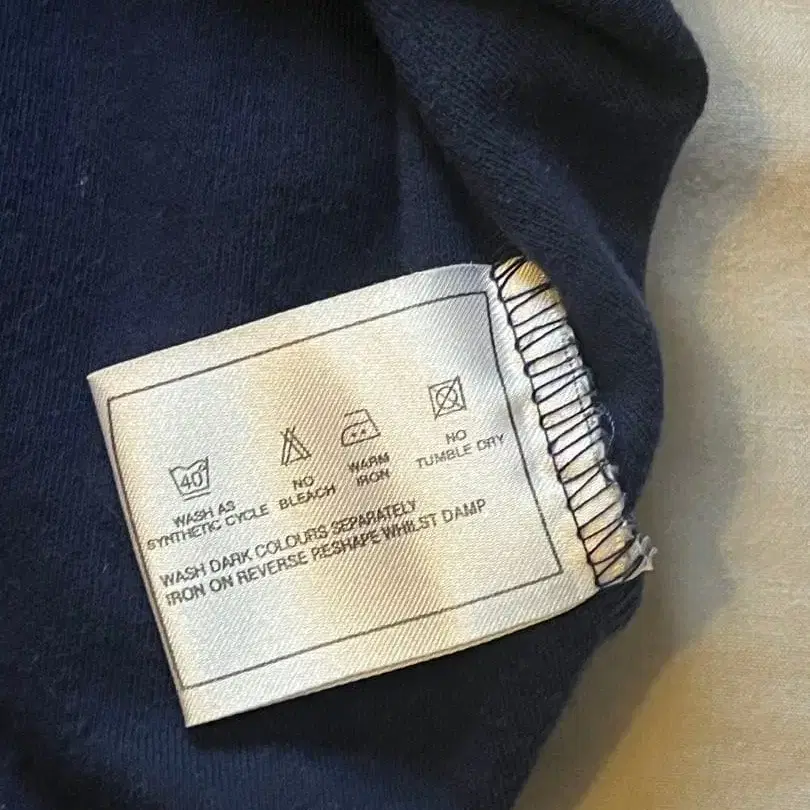 40°
WASH AS
SYNTHETIC CYCLE
NO
BLEACH
WARM
IRON
NO
TUMBLE DRY
WASH DARK COLOURS SEPARATELY
IRON ON REVERSE RESHAPE WHILST DAMP